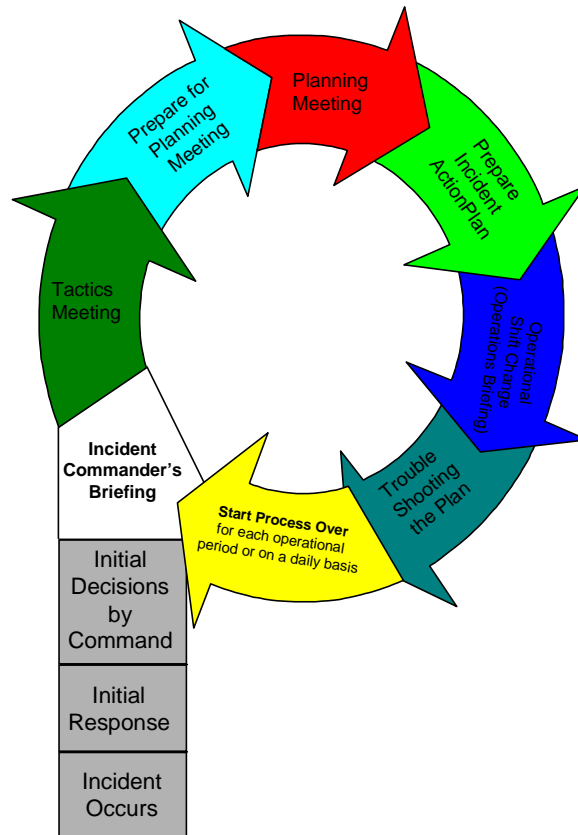 Incident
Occurs
Initial
Response
Initial
Decisions
by
Command
Incident
Commander's
Briefing
Tactics
Meeting
Prepare for
Planning
Meeting
Planning
Meeting
Prepare
Incident
ActionPlan
Operational
Shift Change
(Operations Briefing)
Trouble
Shooting
the Plan
Start Process Over
for each operational
period or on a daily basis